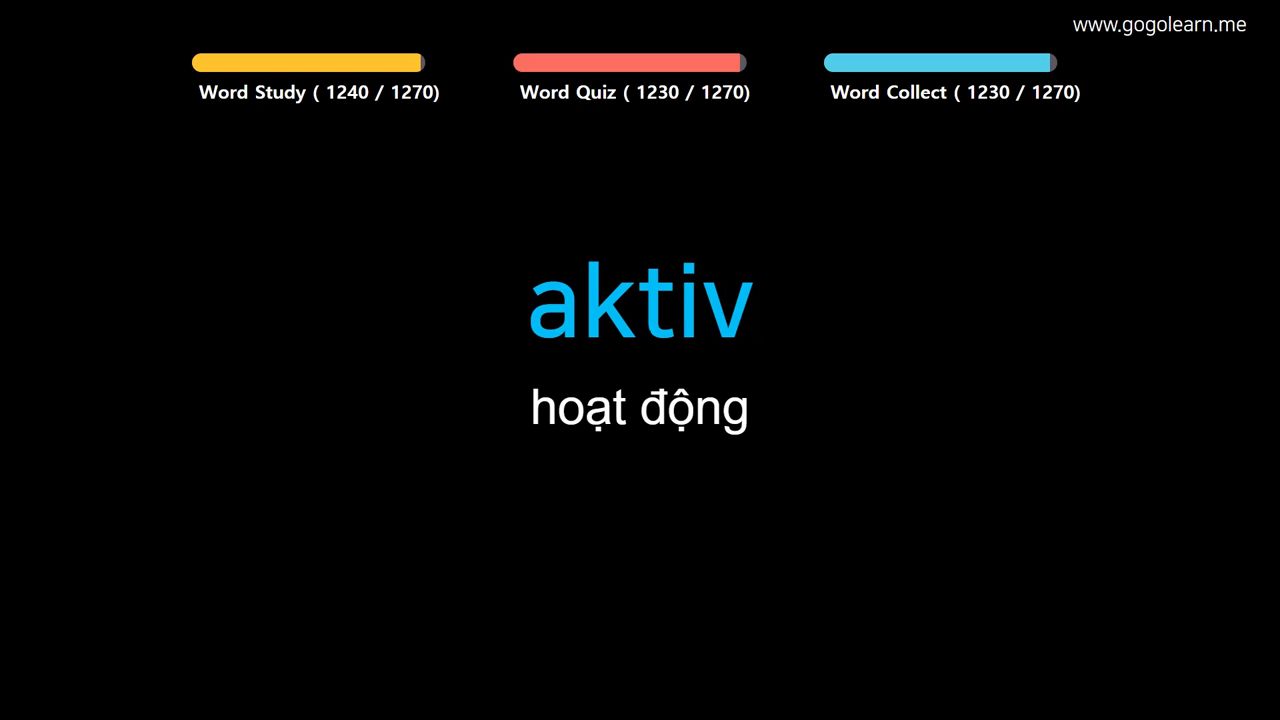 www.gogolearn.me
Word Study ( 1240 / 1270)
Word Quiz ( 1230 / 1270)
Word Collect ( 1230 / 1270)
aktiv
hoạt động